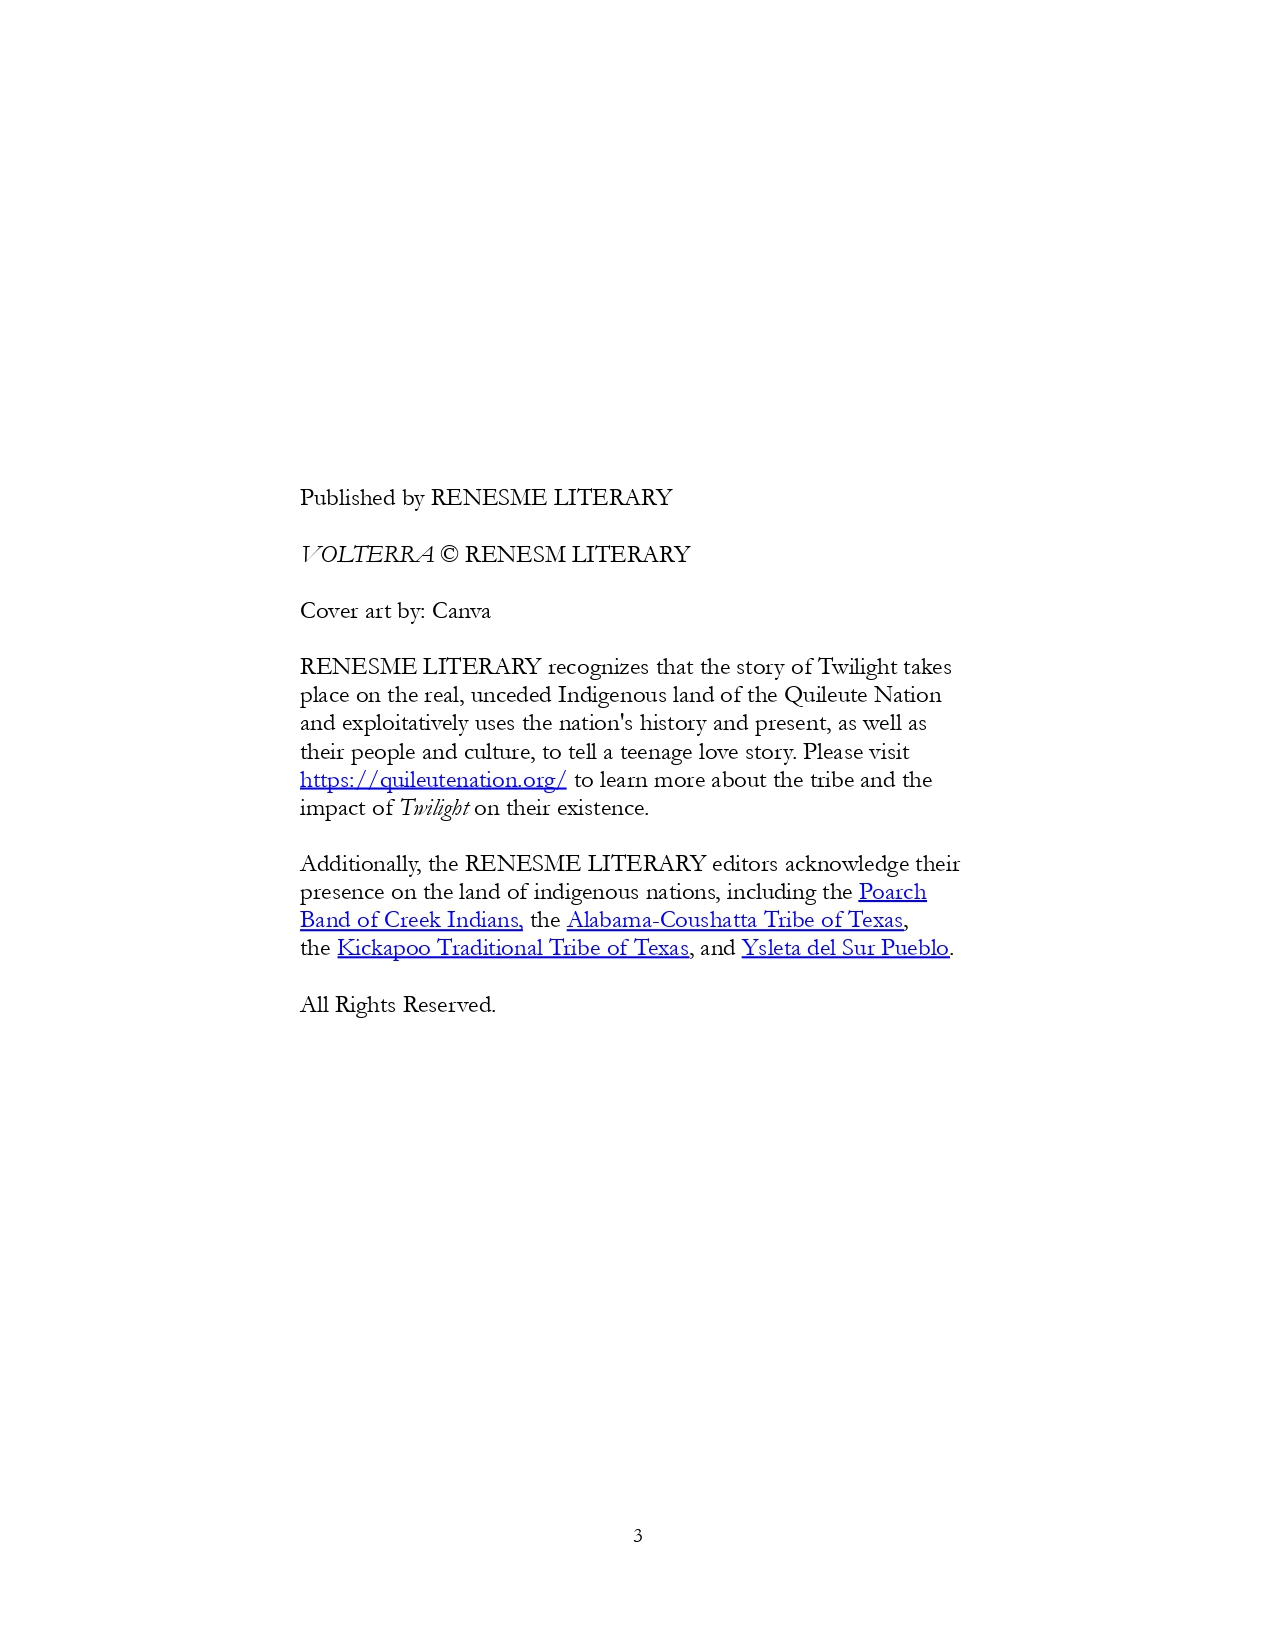 Published by RENESME LITERARY
VOLTERRA © RENESM LITERARY
Cover art by: Canva
RENESME LITERARY recognizes that the story of Twilight takes
place on the real, unceded Indigenous land of the Quileute Nation
and exploitatively uses the nation's history and present, as well as
their people and culture, to tell a teenage love story. Please visit
https://quileutenation.org/ to learn more about the tribe and the
impact of Twilight on their existence.
Additionally, the RENESME LITERARY editors acknowledge their
presence on the land of indigenous nations, including the Poarch
Band of Creek Indians, the Alabama-Coushatta Tribe of Texas,
the Kickapoo Traditional Tribe of Texas, and Ysleta del Sur Pueblo.
All Rights Reserved.
3